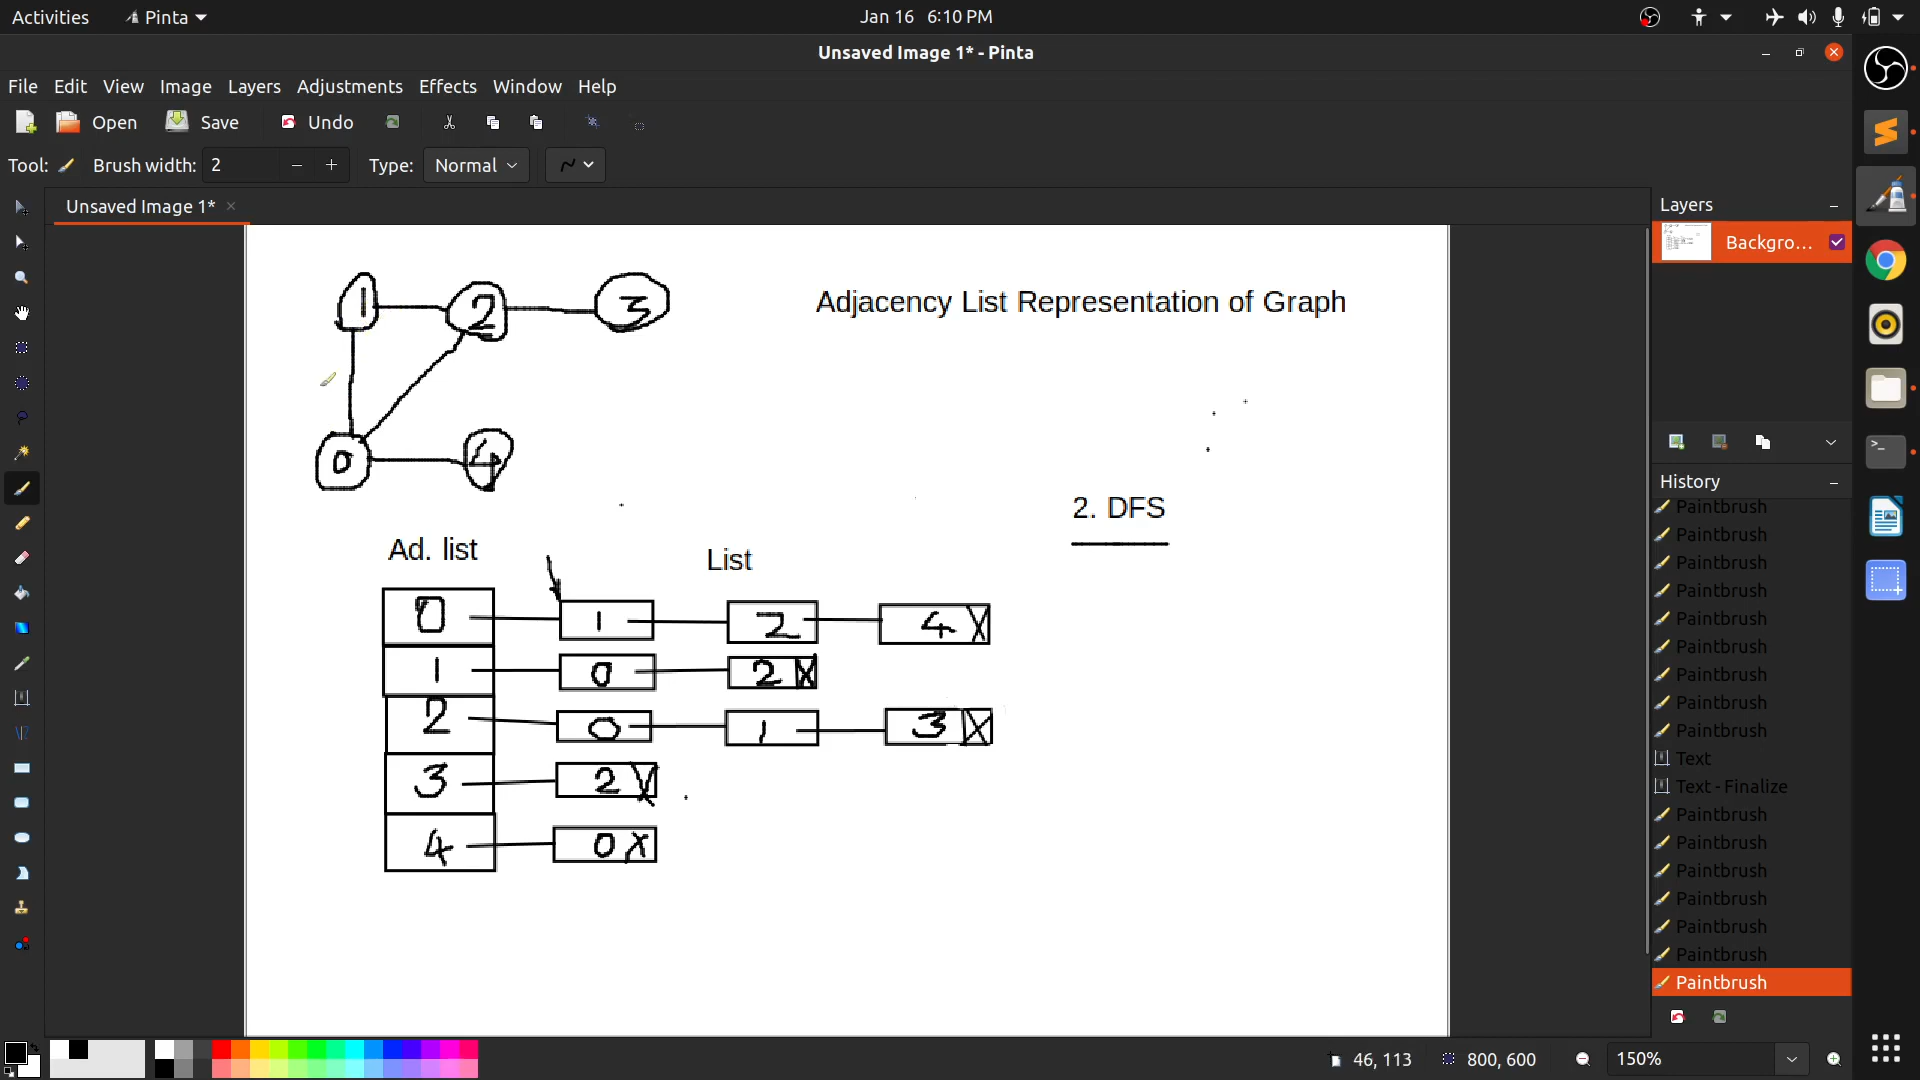 Activities Pinta Jan 16 6:10 PM
Unsaved Image 1* - Pinta
File Edit View Image Layers Adjustments Effects Window Help
Open Save Undo
Tool: Brush width: 2 Type: Normal
Unsaved Image 1*
Layers
Backgro...
1 2 3
Adjacency List Representation of Graph
0 4
2. DFS
Ad. list
List
0 1 2 4 X
1 0 2 X
2 0 1 3 X
3 2 X
4 0 X
History
Paintbrush
Paintbrush
Paintbrush
Paintbrush
Paintbrush
Paintbrush
Paintbrush
Paintbrush
Paintbrush
Text
Text - Finalize
Paintbrush
Paintbrush
Paintbrush
Paintbrush
Paintbrush
Paintbrush
Paintbrush
46, 113 800, 600 150%